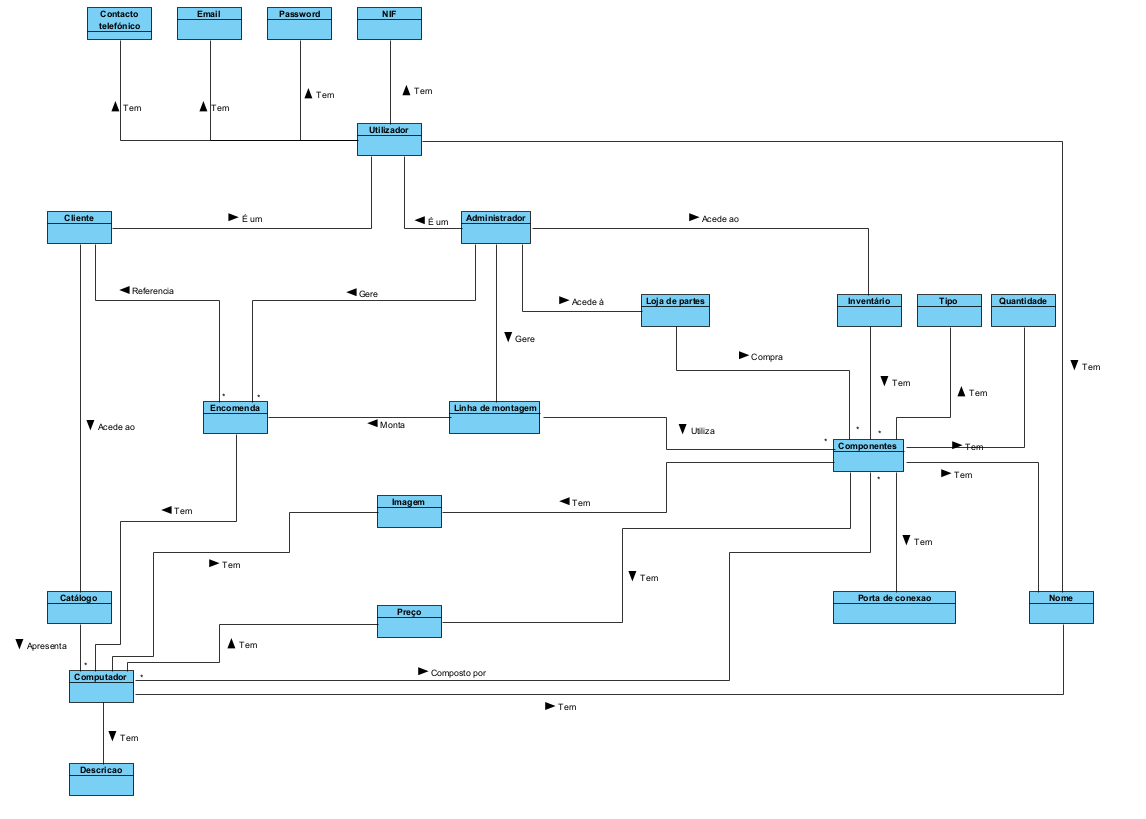 Contacto
telefónico
Email
Password
NIF
Tem
Tem
Tem
Tem
Utilizador
Cliente
É um
É um
Administrador
Acede ao
Referencia
Gere
Acede à
Loja de partes
Inventário
Tipo
Quantidade
Gere
Compra
Tem
Tem
Tem
*
*
Encomenda
Linha de montagem
Acede ao
Monta
Utiliza
*
*
*
Componentes
Tem
Tem
*
Imagem
Tem
Tem
Tem
Tem
Tem
Catálogo
Preço
Porta de conexao
Nome
Apresenta
Tem
*
Computador
*
Composto por
Tem
Tem
Descricao